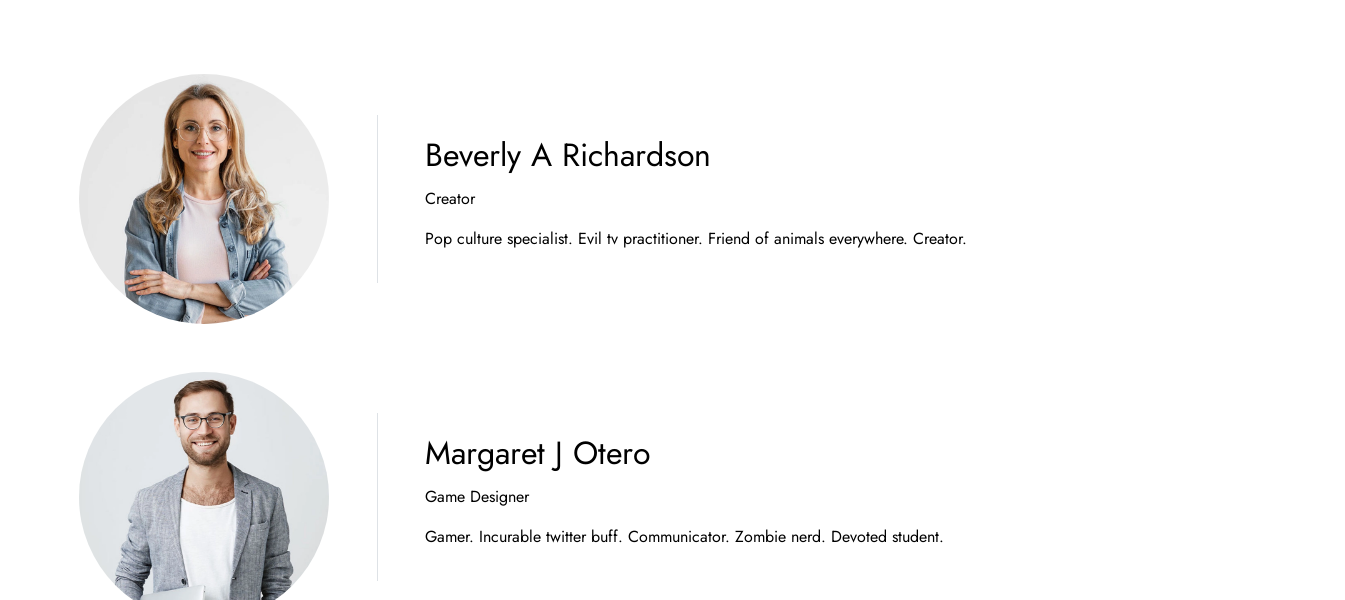 Beverly A Richardson
Creator
Pop culture specialist. Evil tv practitioner. Friend of animals everywhere. Creator.
Margaret J Otero
Game Designer
Gamer. Incurable twitter buff. Communicator. Zombie nerd. Devoted student.